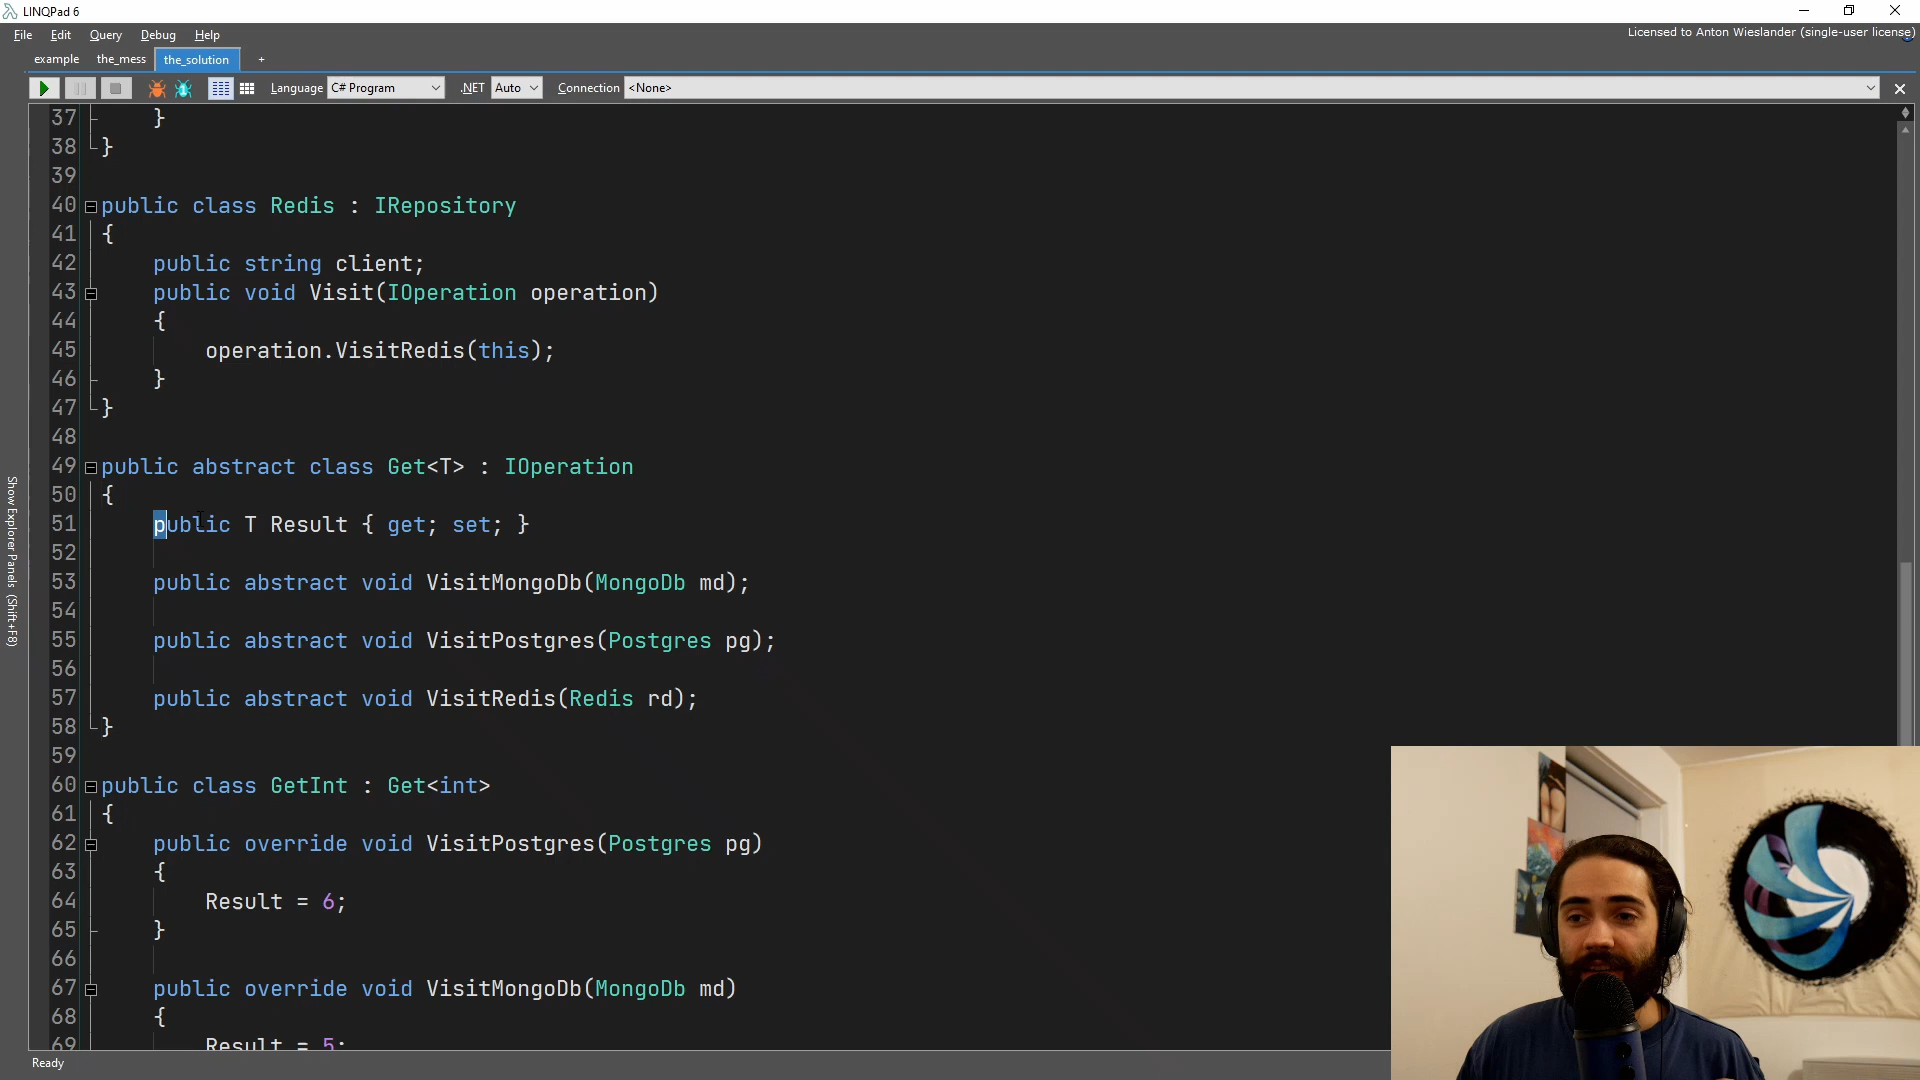 LINQPad 6
File Edit Query Debug Help
Licensed to Anton Wieslander (single-user license)
example the_mess the_solution +
Language C# Program .NET Auto Connection <None>
37 }
38 }
39
40 public class Redis : IRepository
41 {
42 public string client;
43 public void Visit(IOperation operation)
44 {
45 operation.VisitRedis(this);
46 }
47 }
48
49 public abstract class Get<T> : IOperation
50 {
51 public T Result { get; set; }
52
53 public abstract void VisitMongoDb(MongoDb md);
54
55 public abstract void VisitPostgres(Postgres pg);
56
57 public abstract void VisitRedis(Redis rd);
58 }
59
60 public class GetInt : Get<int>
61 {
62 public override void VisitPostgres(Postgres pg)
63 {
64 Result = 6;
65 }
66
67 public override void VisitMongoDb(MongoDb md)
68 {
69 Result = 5;
Show Explorer Panels (Shift+F8)
Ready